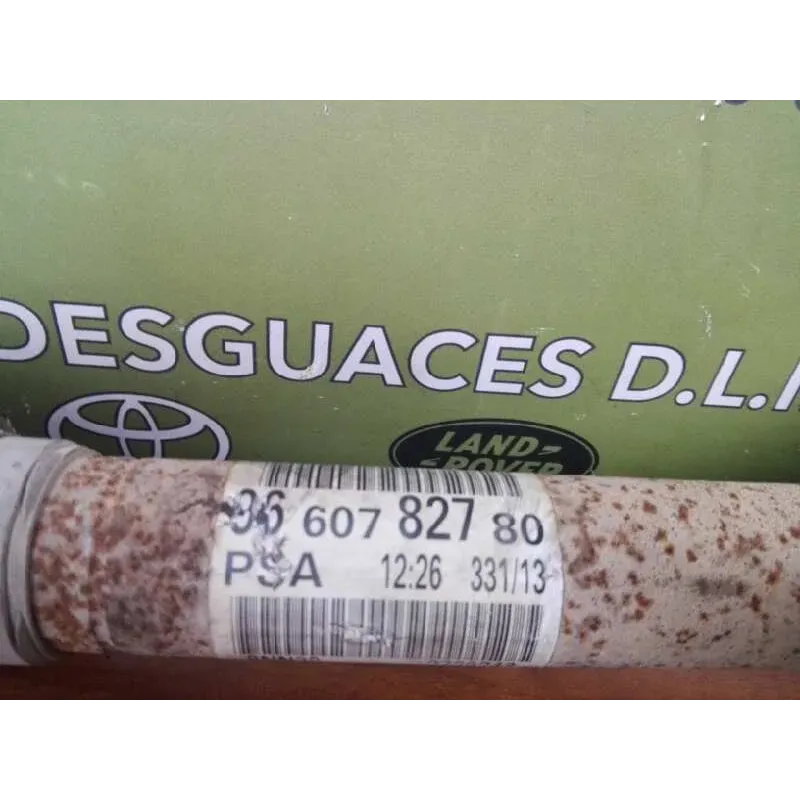 DESGUACES D.L.
LAND-
-ROVER
96 607 827 80
PSA 12:26 331/13